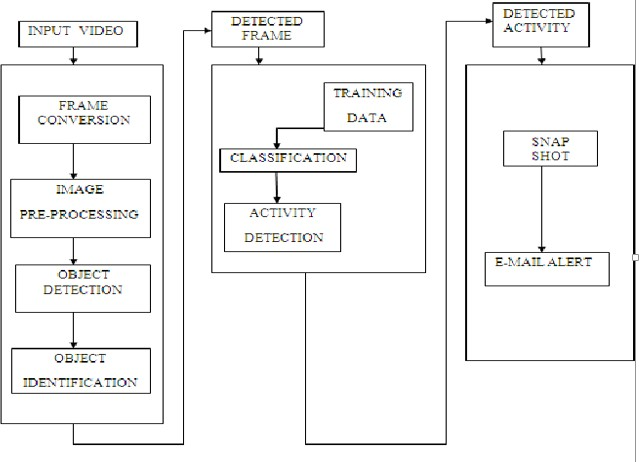 INPUT VIDEO
FRAME
CONVERSION
IMAGE
PRE-PROCESSING
OBJECT
DETECTION
OBJECT
IDENTIFICATION
DETECTED
FRAME
TRAINING
DATA
CLASSIFICATION
ACTIVITY
DETECTION
DETECTED
ACTIVITY
SNAP
SHOT
E-MAIL ALERT